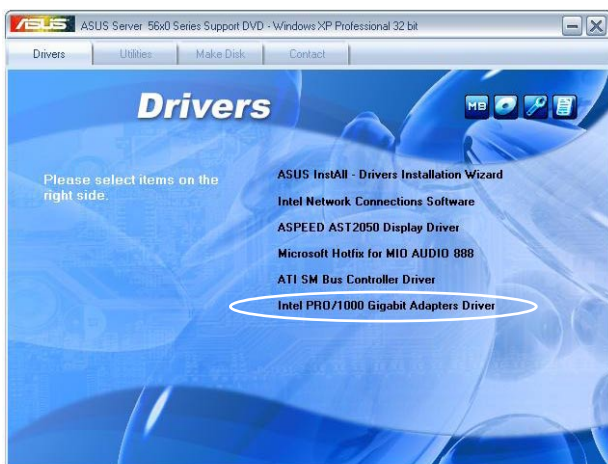 ASUS ASUS Server 56x0 Series Support DVD - Windows XP Professional 32 bit
Drivers Utilities Make Disk Contact
Drivers
MB
Please select items on the
right side.
ASUS InstAll - Drivers Installation Wizard
Intel Network Connections Software
ASPEED AST2050 Display Driver
Microsoft Hotfix for MIO AUDIO 888
ATI SM Bus Controller Driver
Intel PRO/1000 Gigabit Adapters Driver